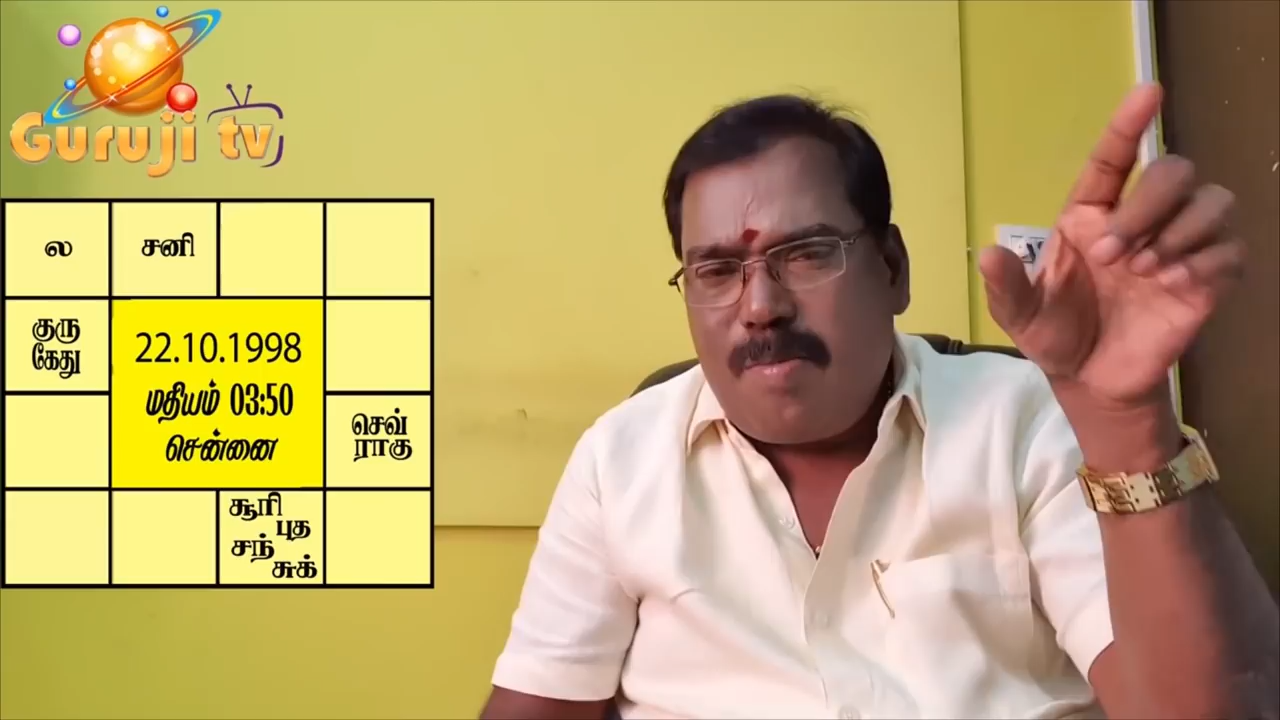 Guruji tv
ல
சனி
குரு
கேது
22.10.1998
மதியம் 03:50
சென்னை
செவ்
ராகு
சூரி
புத
சந்
சுக்